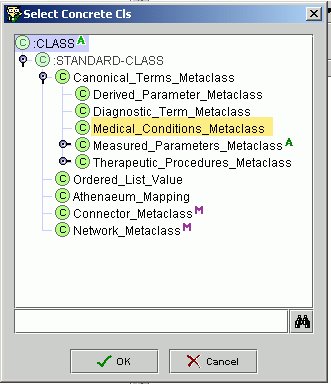 Select Concrete Cls
C :CLASS A
C :STANDARD-CLASS
C Canonical_Terms_Metaclass
C Derived_Parameter_Metaclass
C Diagnostic_Term_Metaclass
C Medical_Conditions_Metaclass
C Measured_Parameters_Metaclass A
C Therapeutic_Procedures_Metaclass
C Ordered_List_Value
C Athenaeum_Mapping
C Connector_Metaclass M
C Network_Metaclass M
OK Cancel